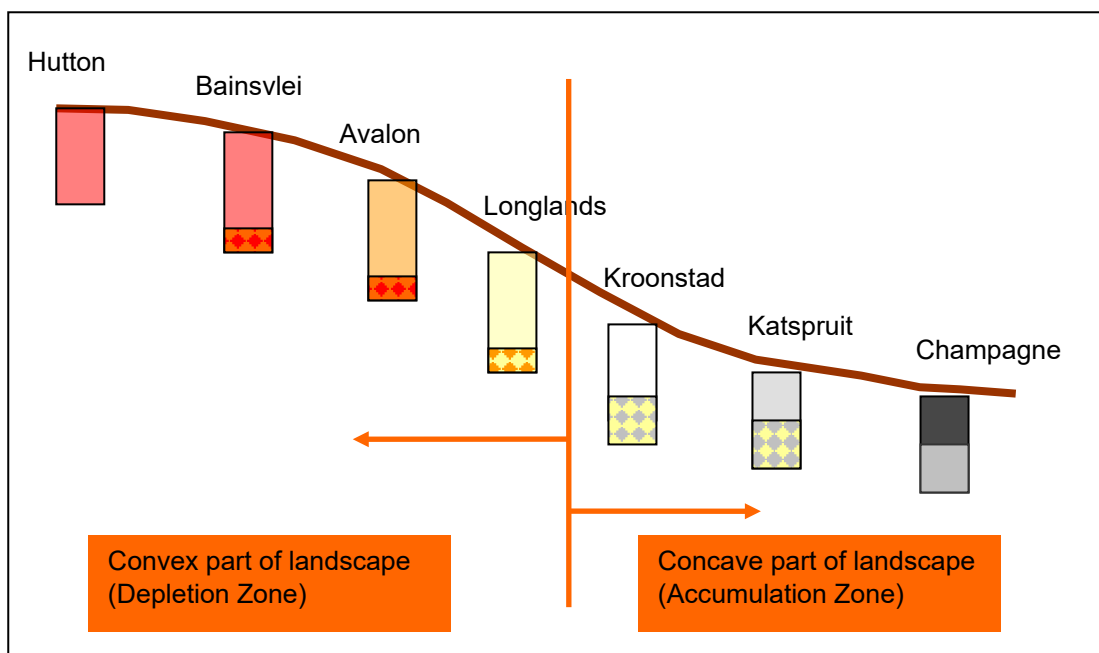 Hutton
Bainsvlei
Avalon
Longlands
Kroonstad
Katspruit
Champagne
Convex part of landscape
(Depletion Zone)
Concave part of landscape
(Accumulation Zone)